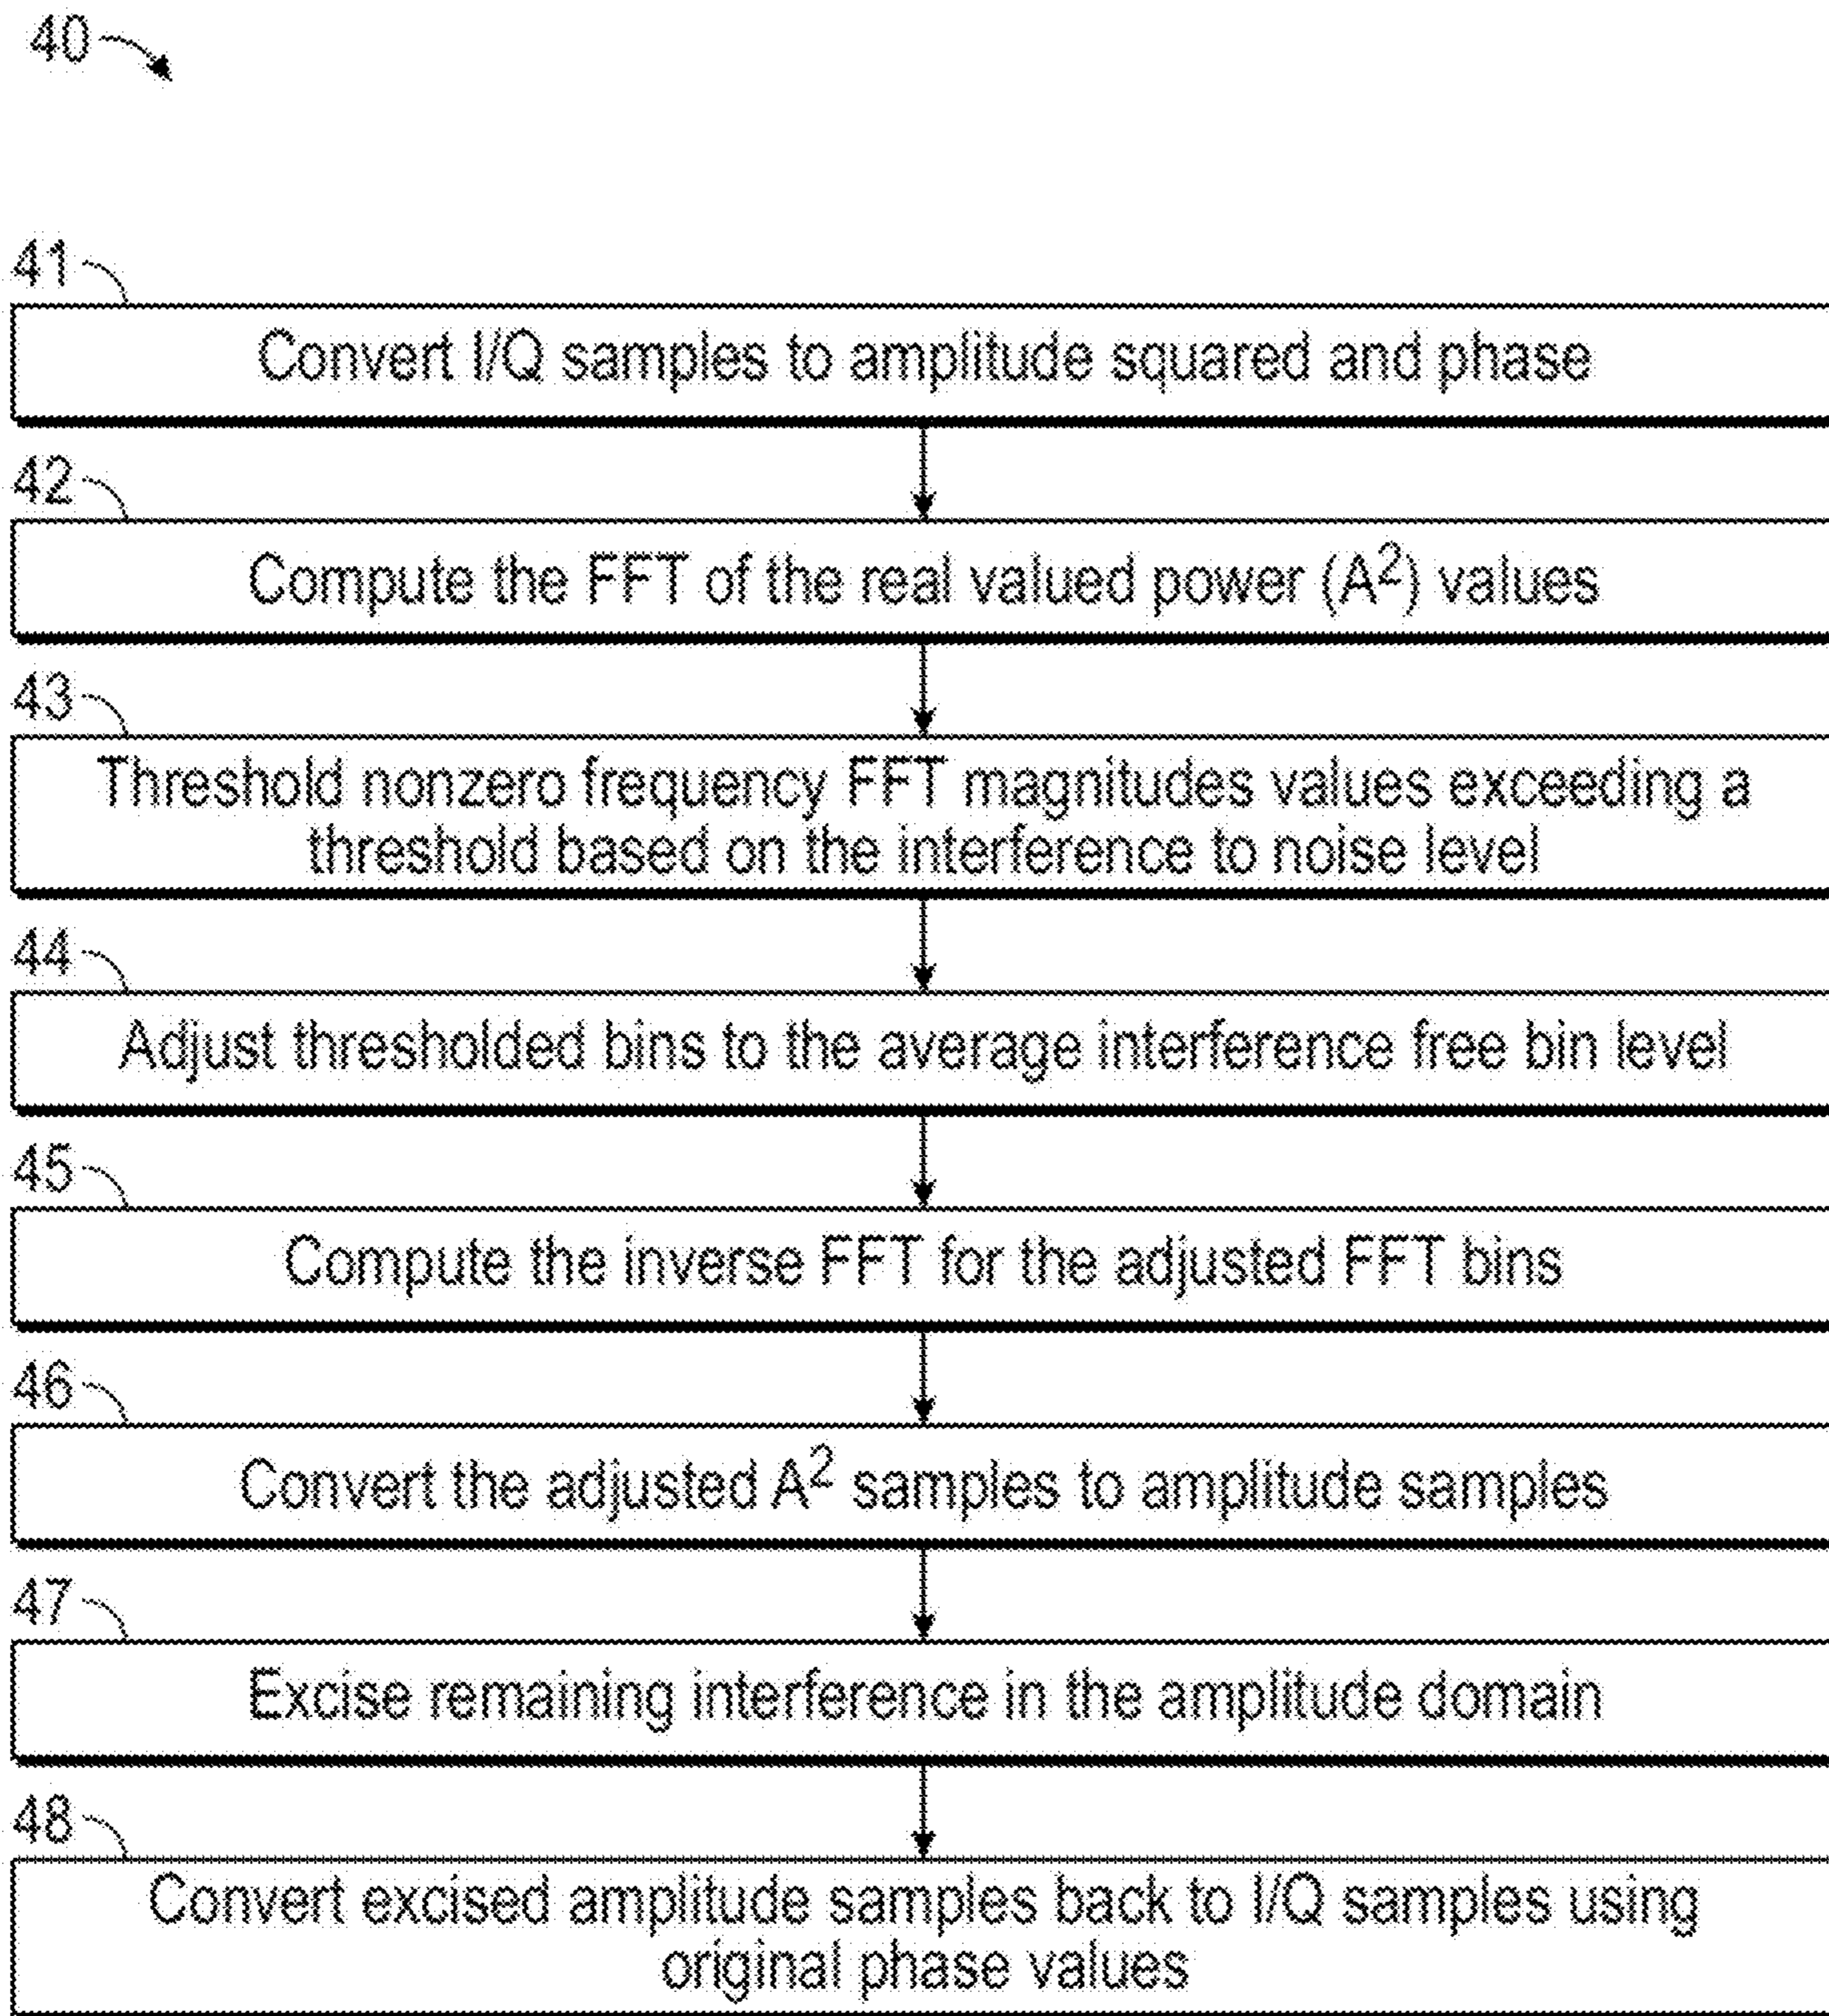 40
41
Convert I/Q samples to amplitude squared and phase
42
Compute the FFT of the real valued power (A²) values
43
Threshold nonzero frequency FFT magnitudes values exceeding a
threshold based on the interference to noise level
44
Adjust thresholded bins to the average interference free bin level
45
Compute the inverse FFT for the adjusted FFT bins
46
Convert the adjusted A² samples to amplitude samples
47
Excise remaining interference in the amplitude domain
48
Convert excised amplitude samples back to I/Q samples using
original phase values